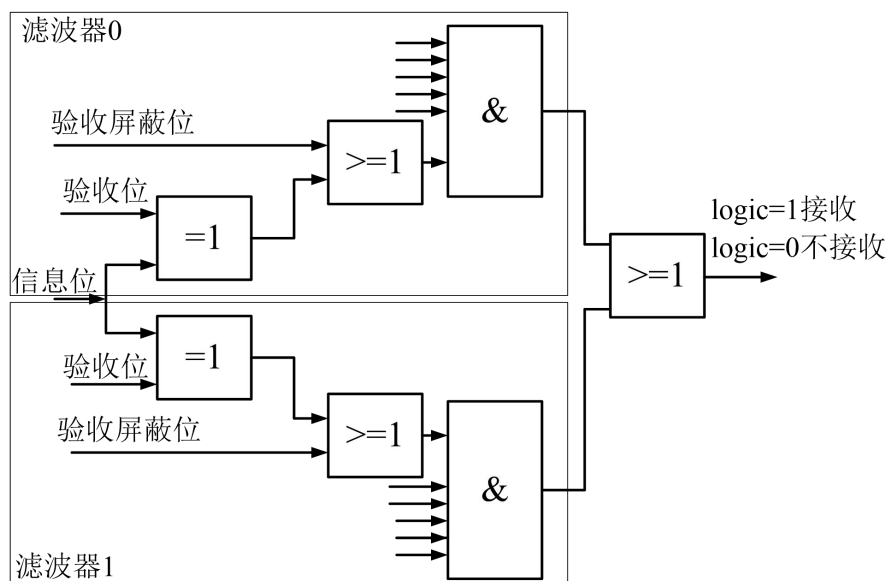 滤波器0
&
验收屏蔽位
>=1
验收位
=1
logic=1接收
logic=0不接收
>=1
信息位
=1
验收位
>=1
验收屏蔽位
&
滤波器1